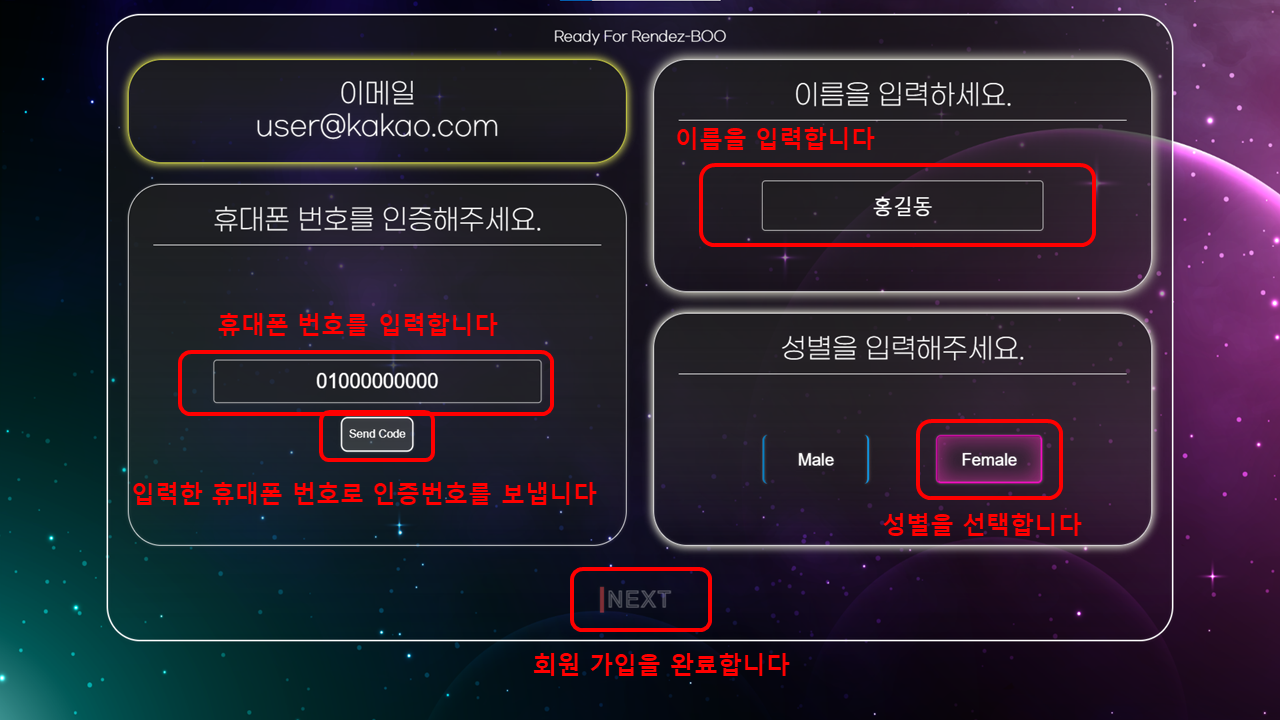 Ready For Rendez-BOO
이메일
user@kakao.com
휴대폰 번호를 인증해주세요.
휴대폰 번호를 입력합니다
01000000000
Send Code
입력한 휴대폰 번호로 인증번호를 보냅니다
이름을 입력하세요.
이름을 입력합니다
홍길동
성별을 입력해주세요.
Male
Female
성별을 선택합니다
NEXT
회원 가입을 완료합니다